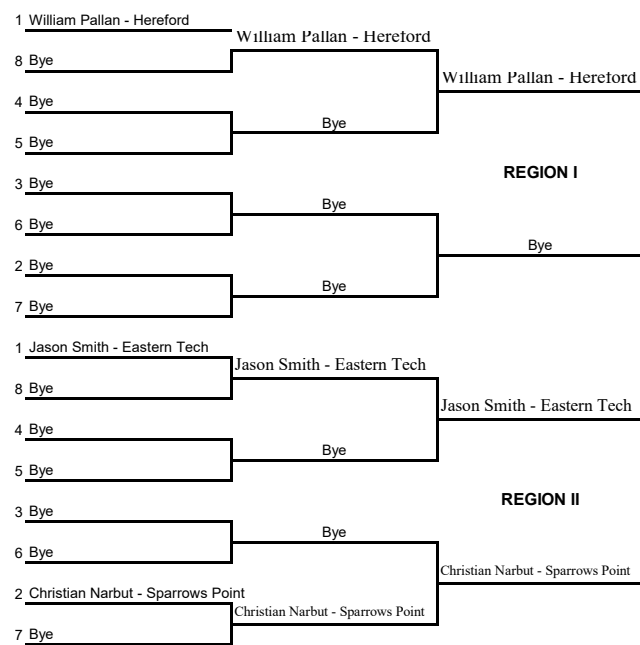 1 William Pallan - Hereford
William Pallan - Hereford
8 Bye
William Pallan - Hereford
4 Bye
Bye
5 Bye
REGION I
3 Bye
Bye
6 Bye
Bye
2 Bye
Bye
7 Bye
1 Jason Smith - Eastern Tech
Jason Smith - Eastern Tech
8 Bye
Jason Smith - Eastern Tech
4 Bye
Bye
5 Bye
REGION II
3 Bye
Bye
6 Bye
Christian Narbut - Sparrows Point
2 Christian Narbut - Sparrows Point
Christian Narbut - Sparrows Point
7 Bye